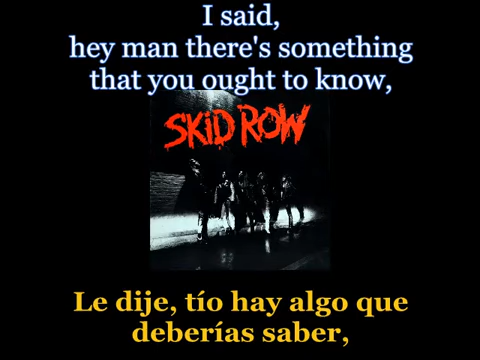 I said,
hey man there's something
that you ought to know,
SKID ROW
Le dije, tío hay algo que
deberías saber,